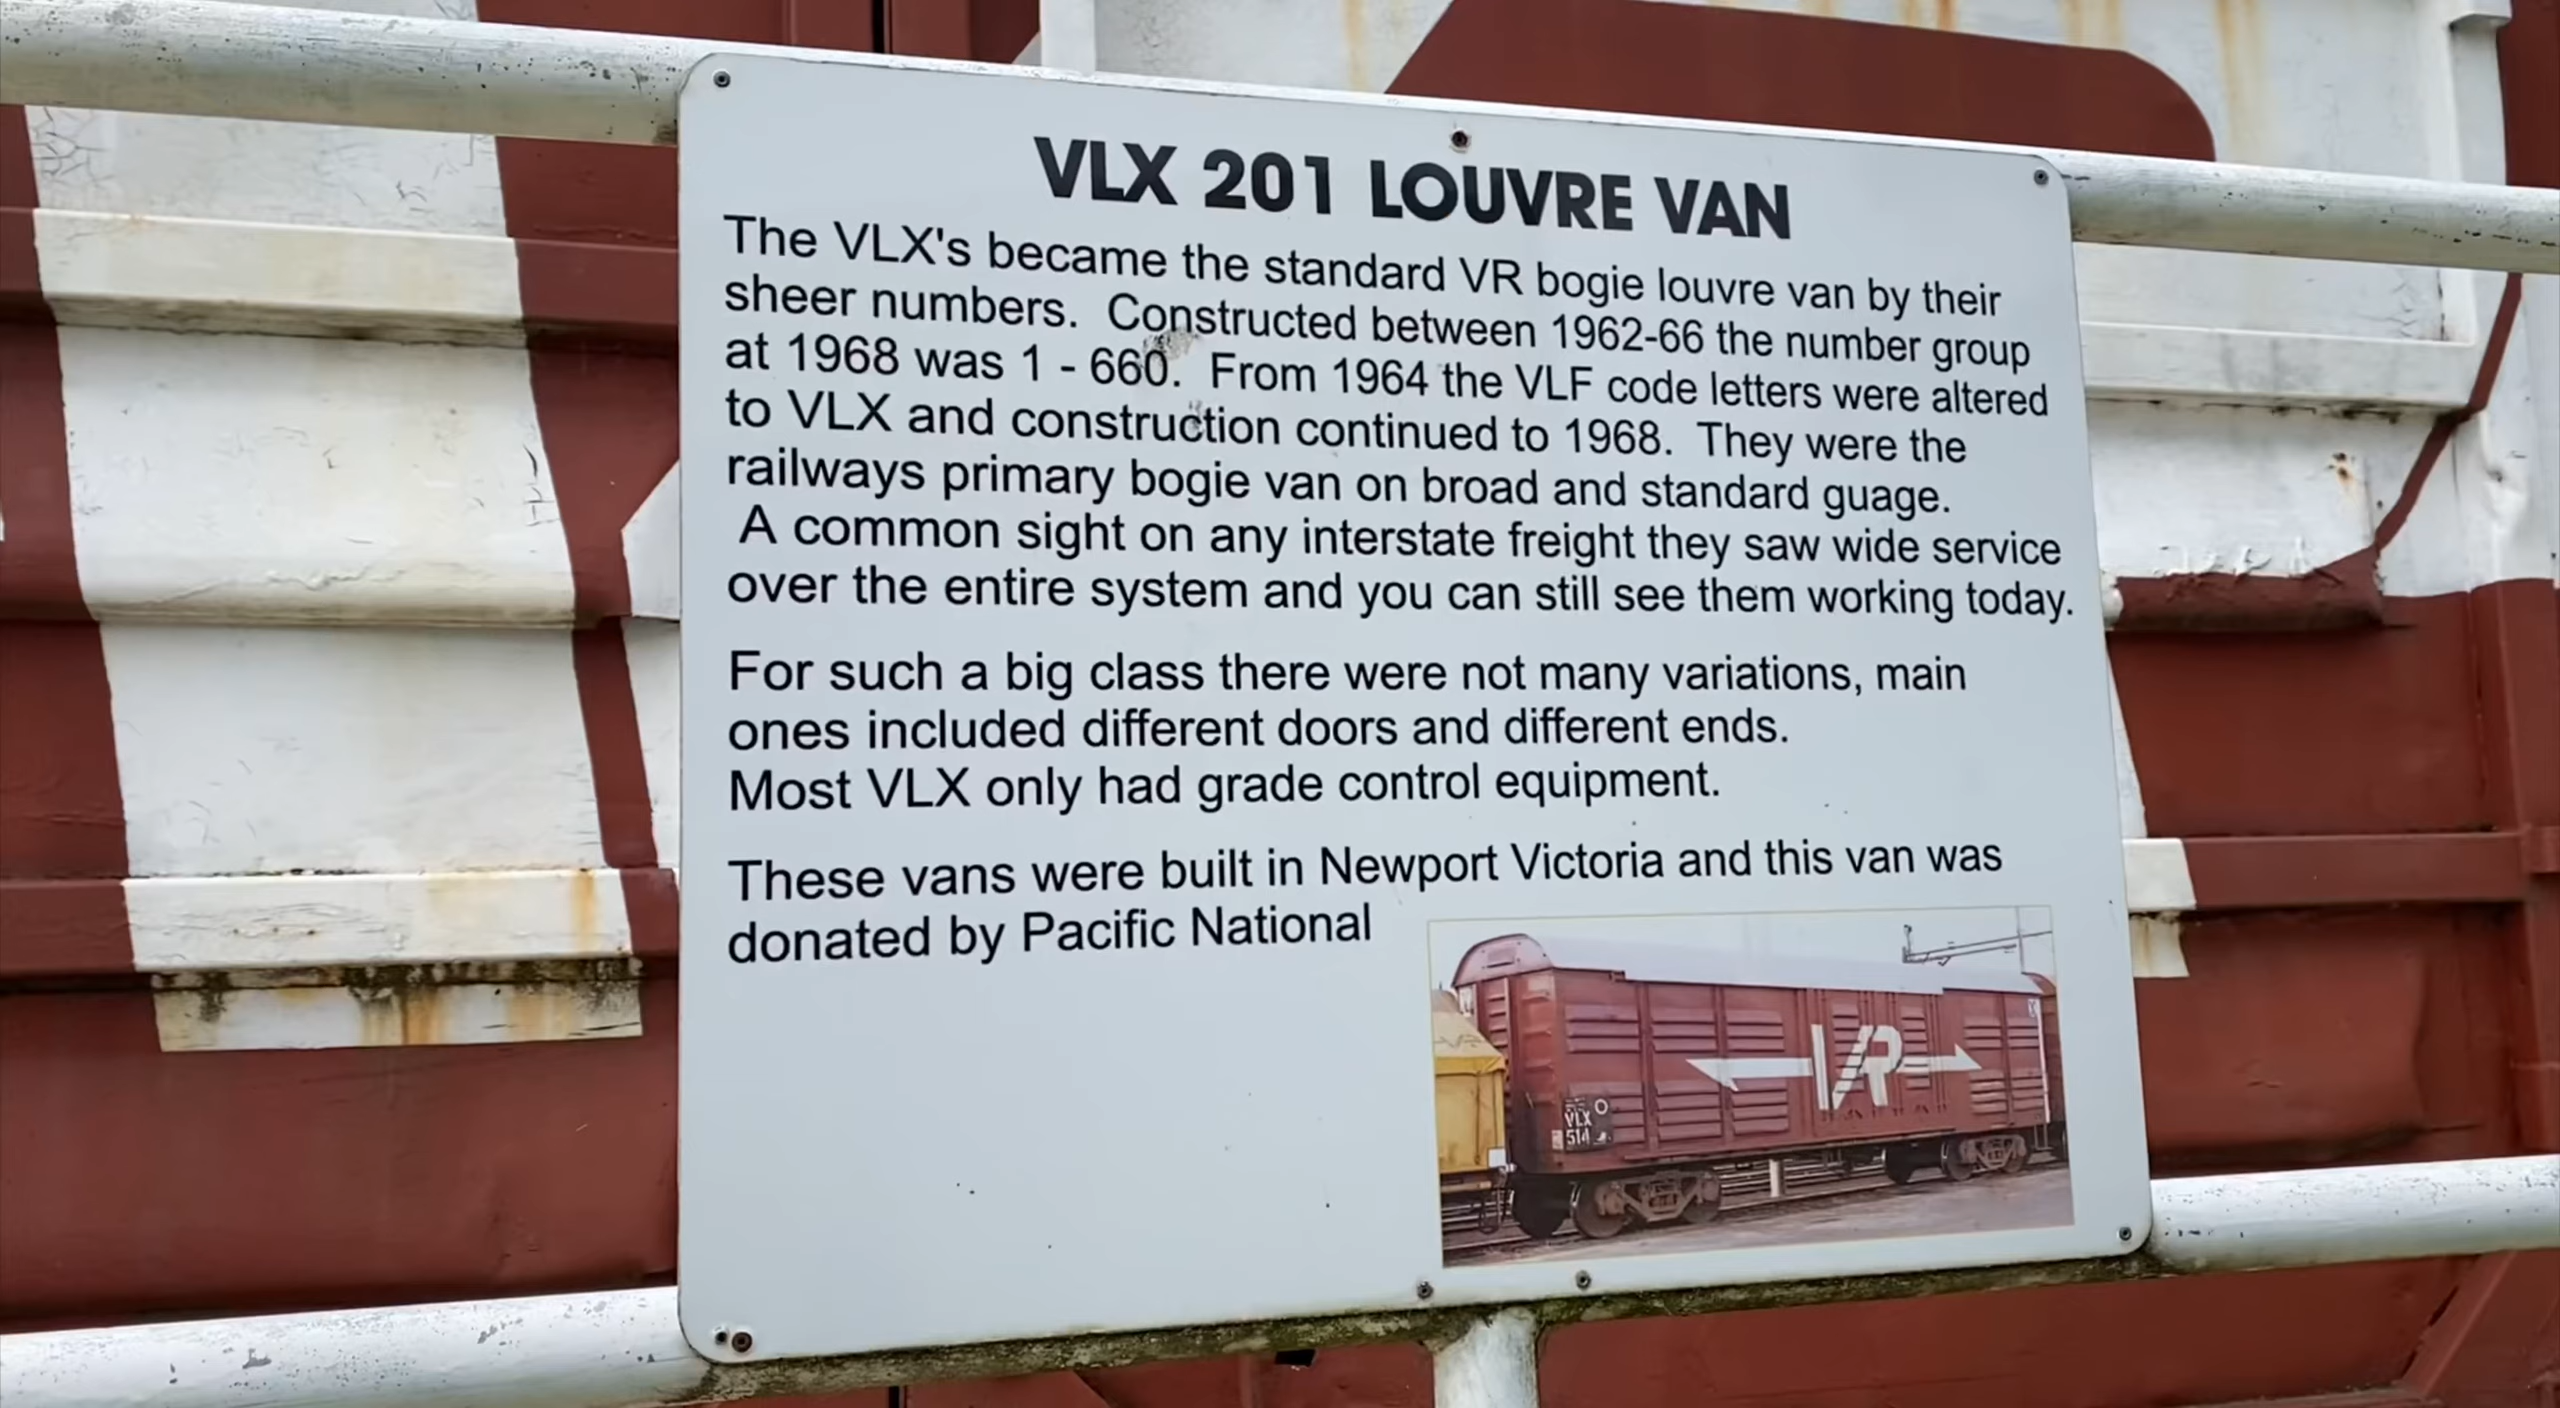 VLX 201 LOUVRE VAN
The VLX's became the standard VR bogie louvre van by their
sheer numbers. Constructed between 1962-66 the number group
at 1968 was 1 - 660. From 1964 the VLF code letters were altered
to VLX and construction continued to 1968. They were the
railways primary bogie van on broad and standard guage.
A common sight on any interstate freight they saw wide service
over the entire system and you can still see them working today.
For such a big class there were not many variations, main
ones included different doors and different ends.
Most VLX only had grade control equipment.
These vans were built in Newport Victoria and this van was
donated by Pacific National
VR
VLX
514